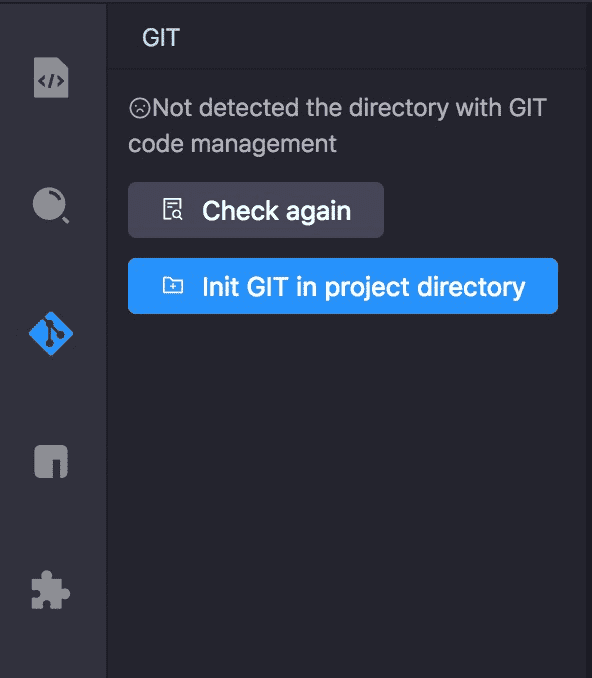 GIT
☹Not detected the directory with GIT
code management
Check again
Init GIT in project directory